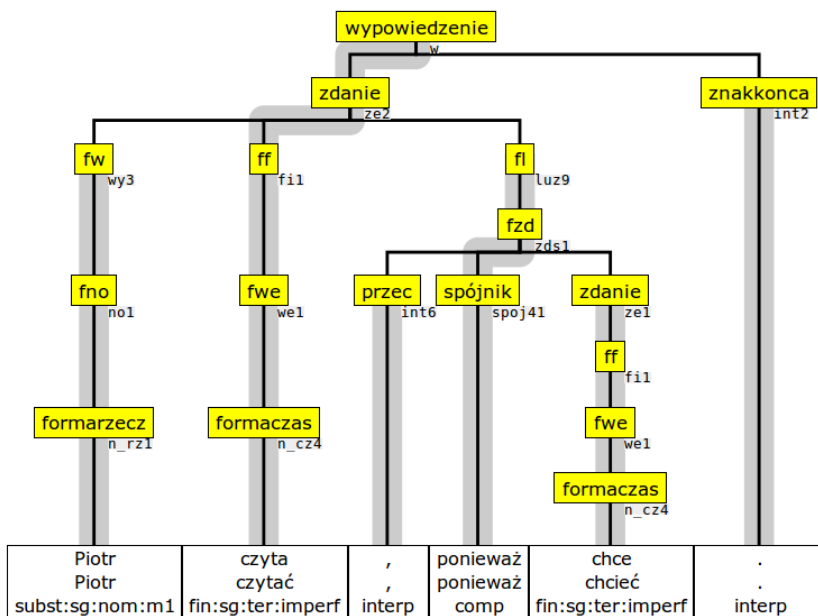 wypowiedzenie
w
zdanie znakkonca
ze2 int2
fw ff fl
wy3 fi1 luz9
fzd
zds1
fno fwe przec spójnik zdanie
no1 we1 int6 spoj41 ze1
ff
fi1
formarzecz formaczas fwe
n_rz1 n_cz4 we1
formaczas
n_cz4
Piotr czyta , ponieważ chce .
Piotr czytać , ponieważ chcieć .
subst:sg:nom:m1 fin:sg:ter:imperf interp comp fin:sg:ter:imperf interp